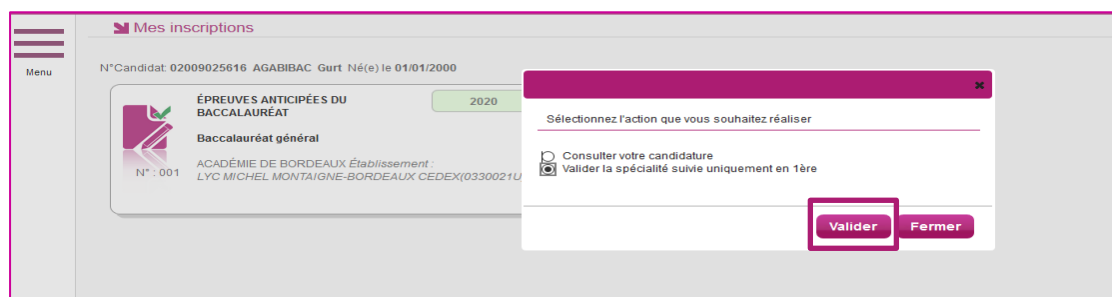 Mes inscriptions
Menu
N°Candidat: 02009025616 AGABIBAC Gurt Né(e) le 01/01/2000
ÉPREUVES ANTICIPÉES DU
BACCALAURÉAT
2020
Baccalauréat général
ACADÉMIE DE BORDEAUX Établissement :
LYC MICHEL MONTAIGNE-BORDEAUX CEDEX(0330021U
N° : 001
Sélectionnez l'action que vous souhaitez réaliser
Consulter votre candidature
Valider la spécialité suivie uniquement en 1ère
Valider Fermer